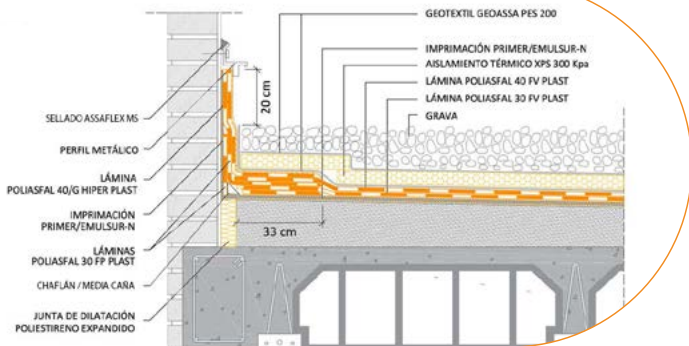 GEOTEXTIL GEOASSA PES 200
IMPRIMACIÓN PRIMER/EMULSUR-N
AISLAMIENTO TÉRMICO XPS 300 Kpa
LÁMINA POLIASFAL 40 FV PLAST
LÁMINA POLIASFAL 30 FV PLAST
GRAVA
20 cm
SELLADO ASSAFLEX MS
PERFIL METÁLICO
LÁMINA
POLIASFAL 40/G HIPER PLAST
IMPRIMACIÓN
PRIMER/EMULSUR-N
33 cm
LÁMINAS
POLIASFAL 30 FP PLAST
CHAFLÁN / MEDIA CAÑA
JUNTA DE DILATACIÓN
POLIESTIRENO EXPANDIDO